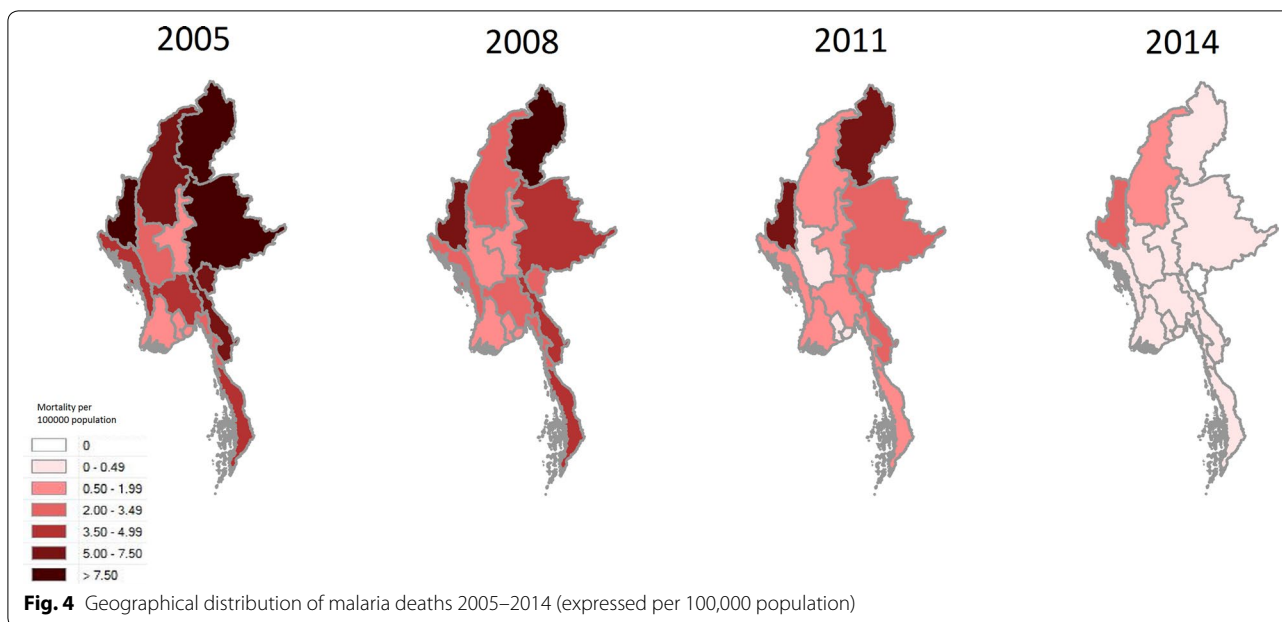 2005
2008
2011
2014
Mortality per
100000 population
0
0 - 0.49
0.50 - 1.99
2.00 - 3.49
3.50 - 4.99
5.00 - 7.50
> 7.50
Fig. 4 Geographical distribution of malaria deaths 2005–2014 (expressed per 100,000 population)